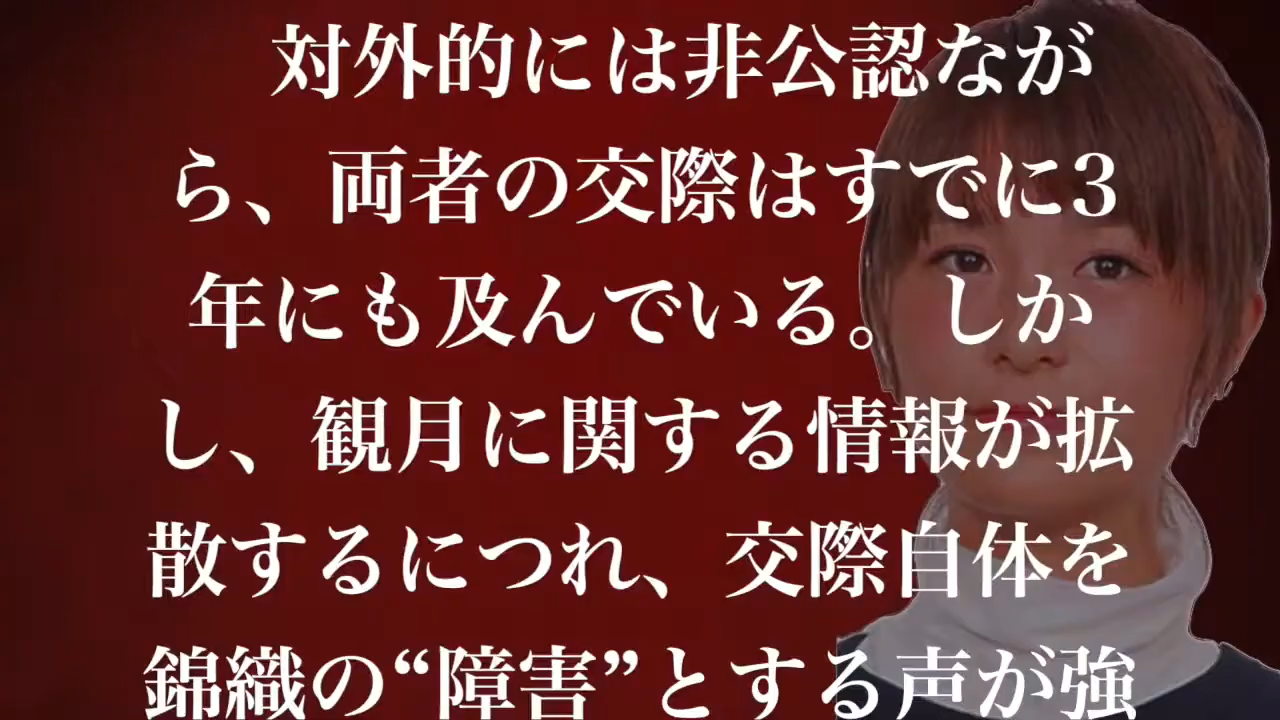 対外的には非公認なが
ら、両者の交際はすでに3
年にも及んでいる。しか
し、観月に関する情報が拡
散するにつれ、交際自体を
錦織の“障害”とする声が強